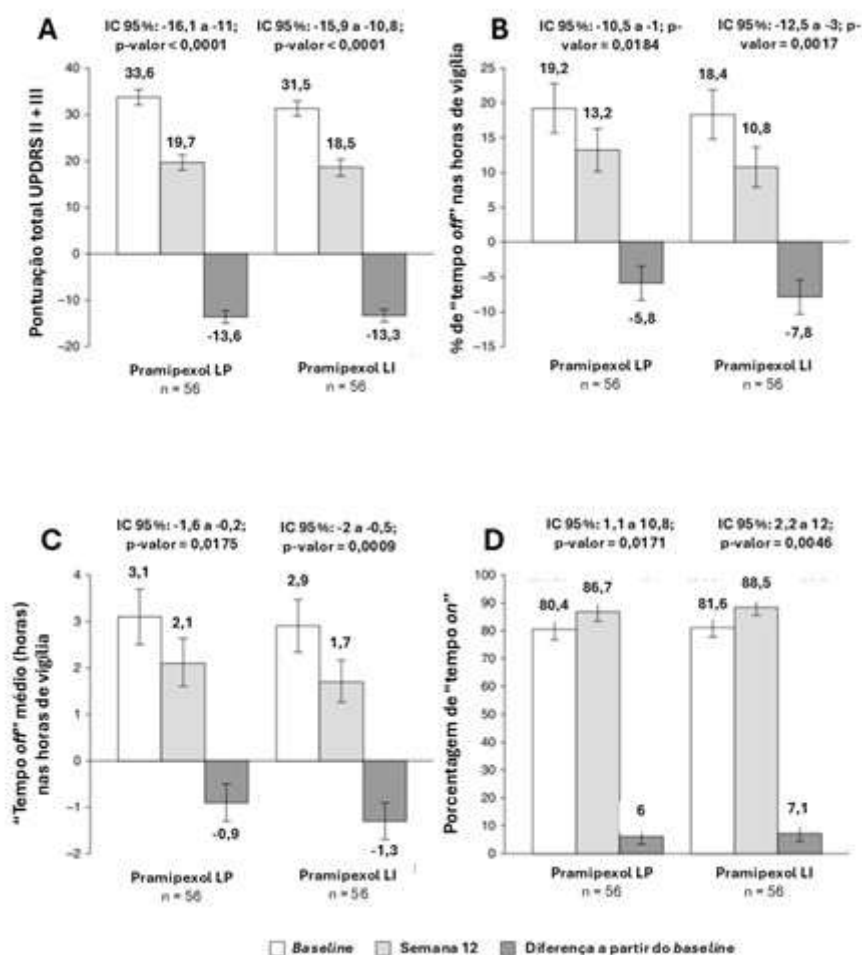 A
IC 95%: -16,1 a -11;
p-valor < 0,0001
IC 95%: -15,9 a -10,8;
p-valor < 0,0001
Pontuação total UPDRS II + III
40
30
20
10
0
−10
−20
33,6
19,7
-13,6
31,5
18,5
-13,3
Pramipexol LP
n = 56
Pramipexol LI
n = 56
B
IC 95%: -10,5 a -1; p-
valor = 0,0184
IC 95%: -12,5 a -3; p-
valor = 0,0017
% de "tempo off" nas horas de vigília
25
20
15
10
5
0
−5
−10
−15
19,2
13,2
-5,8
18,4
10,8
-7,8
Pramipexol LP
n = 56
Pramipexol LI
n = 56
C
IC 95%: -1,6 a -0,2;
p-valor = 0,0175
IC 95%: -2 a -0,5;
p-valor = 0,0009
"Tempo off" médio (horas)
nas horas de vigília
4
3
2
1
0
−1
−2
3,1
2,1
-0,9
2,9
1,7
-1,3
Pramipexol LP
n = 56
Pramipexol LI
n = 56
D
IC 95%: 1,1 a 10,8;
p-valor = 0,0171
IC 95%: 2,2 a 12;
p-valor = 0,0046
Porcentagem de "tempo on"
100
90
80
70
60
50
40
30
20
10
0
80,4
86,7
6
81,6
88,5
7,1
Pramipexol LP
n = 56
Pramipexol LI
n = 56
Baseline Semana 12 Diferença a partir do baseline